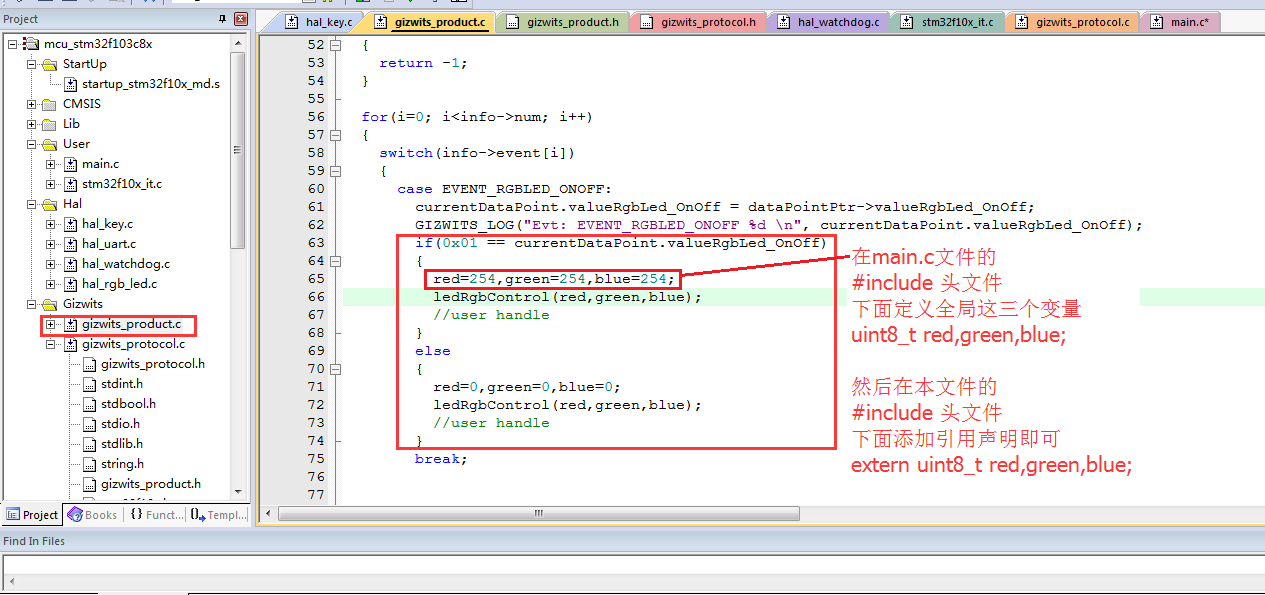 Project
hal_key.c
gizwits_product.c
gizwits_product.h
gizwits_protocol.h
hal_watchdog.c
stm32f10x_it.c
gizwits_protocol.c
main.c*
mcu_stm32f103c8x
StartUp
startup_stm32f10x_md.s
CMSIS
Lib
User
main.c
stm32f10x_it.c
Hal
hal_key.c
hal_uart.c
hal_watchdog.c
hal_rgb_led.c
Gizwits
gizwits_product.c
gizwits_protocol.c
gizwits_protocol.h
stdint.h
stdbool.h
stdio.h
stdlib.h
string.h
gizwits_product.h
52 {
53 return -1;
54 }
55
56 for(i=0; i<info->num; i++)
57 {
58 switch(info->event[i])
59 {
60 case EVENT_RGBLED_ONOFF:
61 currentDataPoint.valueRgbLed_OnOff = dataPointPtr->valueRgbLed_OnOff;
62 GIZWITS_LOG("Evt: EVENT_RGBLED_ONOFF %d \n", currentDataPoint.valueRgbLed_OnOff);
63 if(0x01 == currentDataPoint.valueRgbLed_OnOff)
64 {
65 red=254,green=254,blue=254;
66 ledRgbControl(red,green,blue);
67 //user handle
68 }
69 else
70 {
71 red=0,green=0,blue=0;
72 ledRgbControl(red,green,blue);
73 //user handle
74 }
75 break;
76
77
在main.c文件的
#include 头文件
下面定义全局这三个变量
uint8_t red,green,blue;
然后在本文件的
#include 头文件
下面添加引用声明即可
extern uint8_t red,green,blue;
Project
Books
{} Funct...
Templ...
Find In Files